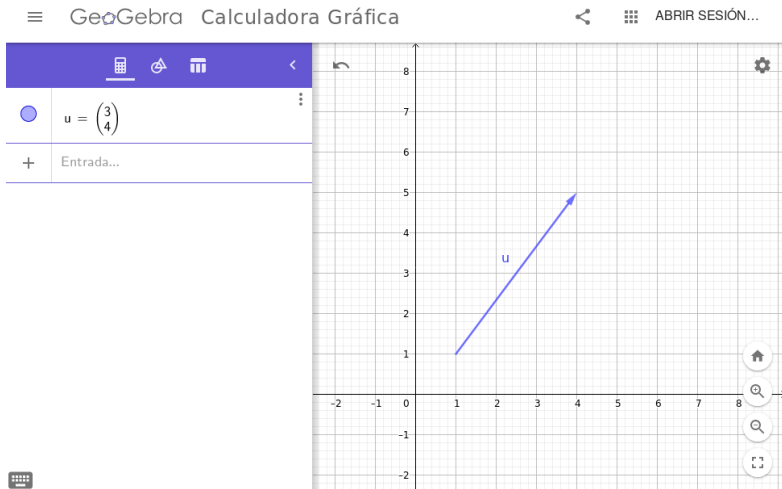 GeoGebra Calculadora Gráfica
ABRIR SESIÓN...
u = (3
4)
Entrada...
u
8
7
6
5
4
3
2
1
-2 -1 0 1 2 3 4 5 6 7 8
-1
-2